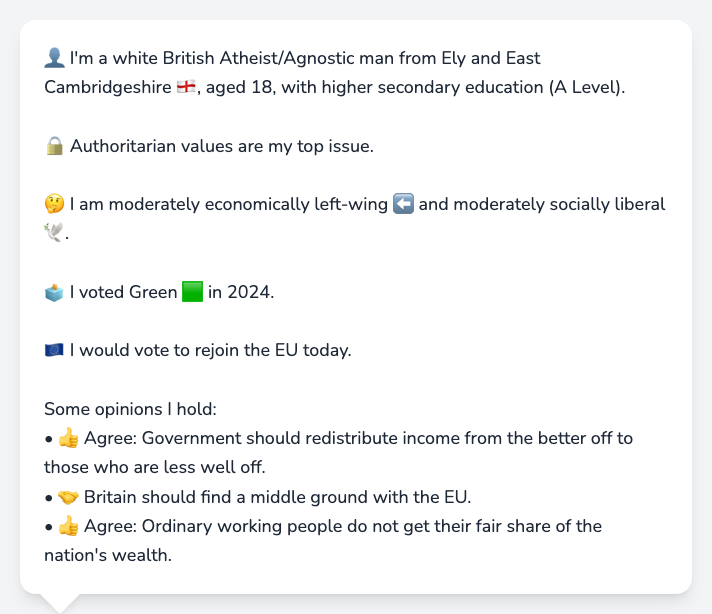 👤 I'm a white British Atheist/Agnostic man from Ely and East
Cambridgeshire 🏴󠁧󠁢󠁥󠁮󠁧󠁿, aged 18, with higher secondary education (A Level).
🔒 Authoritarian values are my top issue.
🤔 I am moderately economically left-wing ⬅️ and moderately socially liberal
🕊️.
🗳️ I voted Green 🟩 in 2024.
🇪🇺 I would vote to rejoin the EU today.
Some opinions I hold:
• 👍 Agree: Government should redistribute income from the better off to
those who are less well off.
• 🤝 Britain should find a middle ground with the EU.
• 👍 Agree: Ordinary working people do not get their fair share of the
nation's wealth.